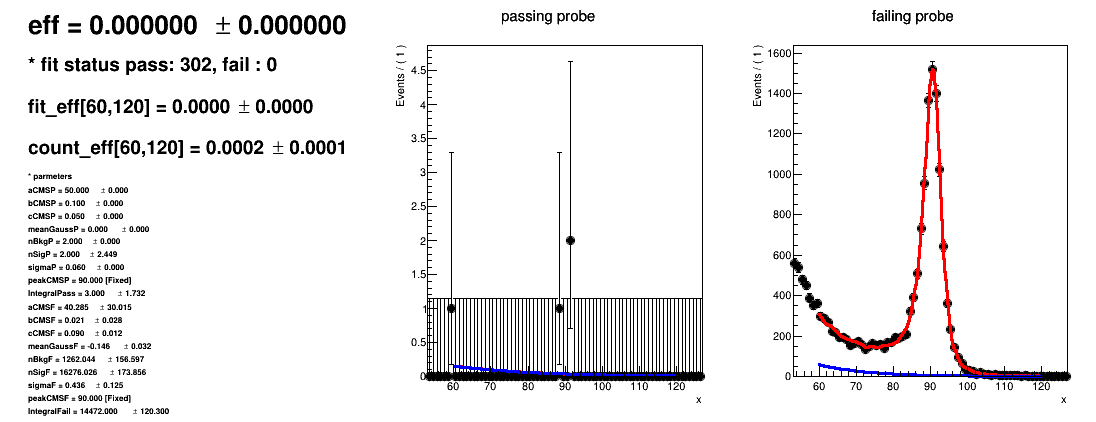 eff = 0.000000 ± 0.000000
* fit status pass: 302, fail : 0
fit_eff[60,120] = 0.0000 ± 0.0000
count_eff[60,120] = 0.0002 ± 0.0001
* parmeters
aCMSP = 50.000 ± 0.000
bCMSP = 0.100 ± 0.000
cCMSP = 0.050 ± 0.000
meanGaussP = 0.000 ± 0.000
nBkgP = 2.000 ± 0.000
nSigP = 2.000 ± 2.449
sigmaP = 0.060 ± 0.000
peakCMSP = 90.000 [Fixed]
IntegralPass = 3.000 ± 1.732
aCMSF = 40.285 ± 30.015
bCMSF = 0.021 ± 0.028
cCMSF = 0.090 ± 0.012
meanGaussF = -0.146 ± 0.032
nBkgF = 1262.044 ± 156.597
nSigF = 16276.026 ± 173.856
sigmaF = 0.436 ± 0.125
peakCMSF = 90.000 [Fixed]
IntegralFail = 14472.000 ± 120.300
passing probe
Events / ( 1 )
4.5
4
3.5
3
2.5
2
1.5
1
0.5
0
60 70 80 90 100 110 120
x
failing probe
Events / ( 1 )
1600
1400
1200
1000
800
600
400
200
0
60 70 80 90 100 110 120
x